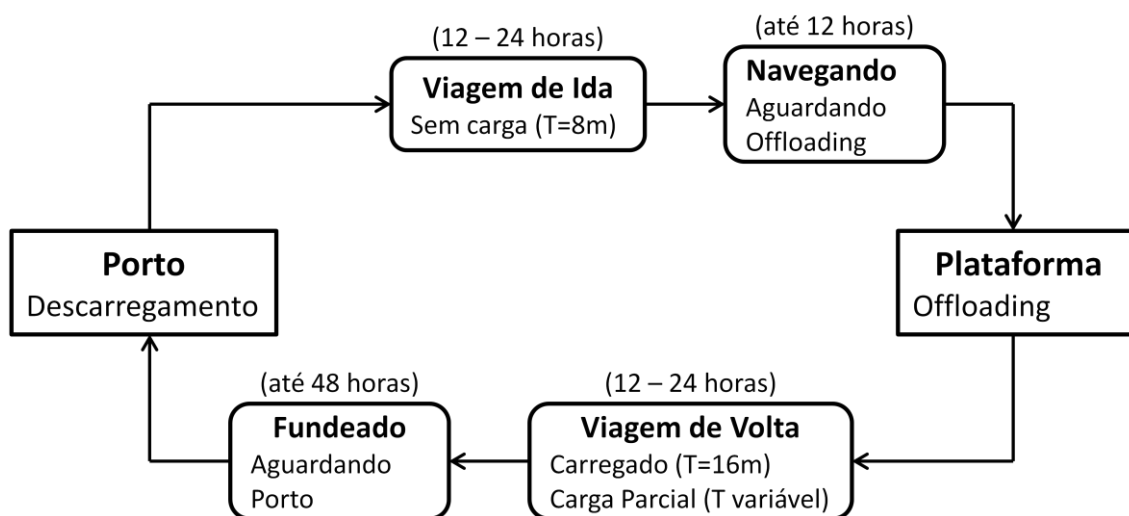 (12 – 24 horas)
Viagem de Ida
Sem carga (T=8m)
(até 12 horas)
Navegando
Aguardando
Offloading
Porto
Descarregamento
Plataforma
Offloading
(até 48 horas)
Fundeado
Aguardando
Porto
(12 – 24 horas)
Viagem de Volta
Carregado (T=16m)
Carga Parcial (T variável)